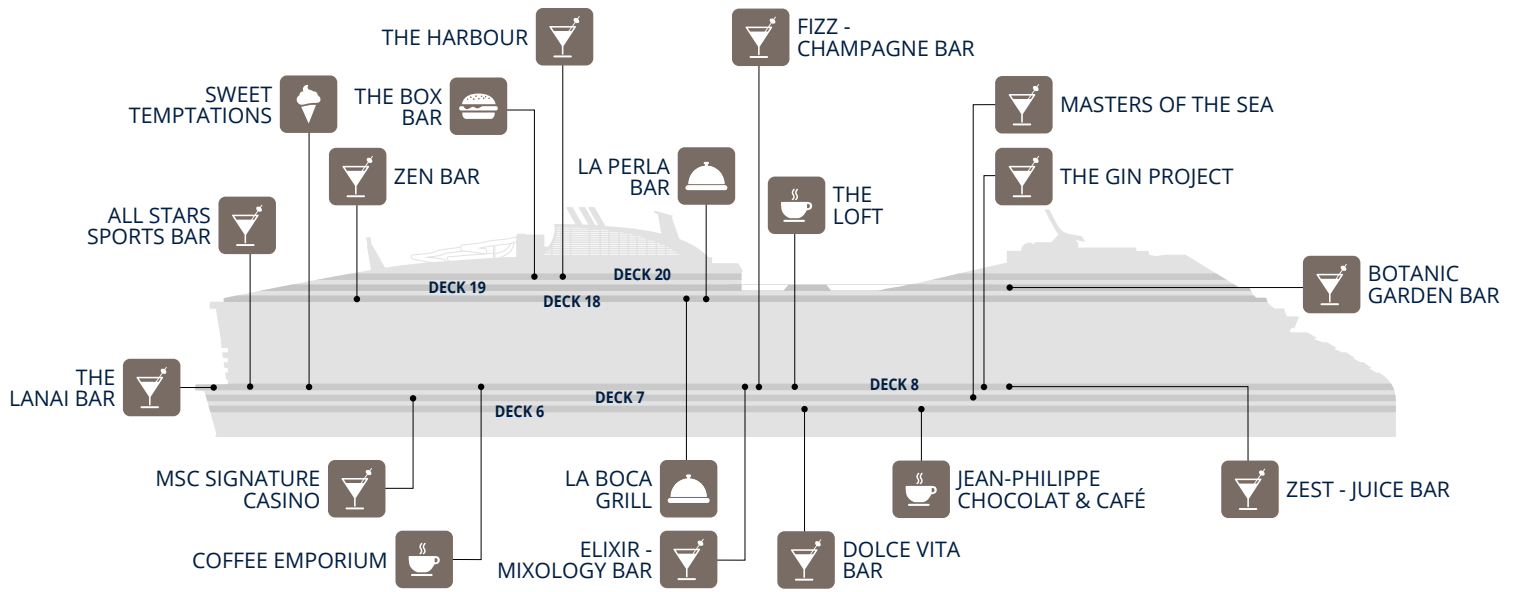 THE HARBOUR
FIZZ -
CHAMPAGNE BAR
SWEET
TEMPTATIONS
THE BOX
BAR
MASTERS OF THE SEA
ZEN BAR
LA PERLA
BAR
THE GIN PROJECT
THE
LOFT
ALL STARS
SPORTS BAR
BOTANIC
GARDEN BAR
DECK 20
DECK 19
DECK 18
THE
LANAI BAR
DECK 8
DECK 7
DECK 6
MSC SIGNATURE
CASINO
LA BOCA
GRILL
JEAN-PHILIPPE
CHOCOLAT & CAFÉ
ZEST - JUICE BAR
COFFEE EMPORIUM
ELIXIR -
MIXOLOGY BAR
DOLCE VITA
BAR